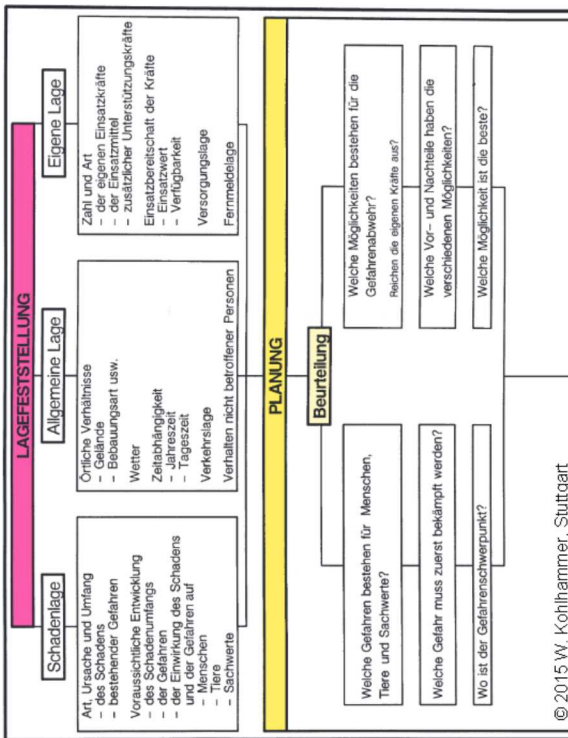 LAGEFESTSTELLUNG
Schadenlage
Art, Ursache und Umfang
– des Schadens
– bestehender Gefahren
Voraussichtliche Entwicklung
– des Schadenumfangs
– der Gefahren
– der Einwirkung des Schadens
und der Gefahren auf
– Menschen
– Tiere
– Sachwerte
Allgemeine Lage
Örtliche Verhältnisse
– Gelände
– Bebauungsart usw.
Wetter
Zeitabhängigkeit
– Jahreszeit
– Tageszeit
Verkehrslage
Verhalten nicht betroffener Personen
Eigene Lage
Zahl und Art
– der eigenen Einsatzkräfte
– der Einsatzmittel
– zusätzlicher Unterstützungskräfte
Einsatzbereitschaft der Kräfte
– Einsatzwert
– Verfügbarkeit
Versorgungslage
Fernmeldelage
PLANUNG
Beurteilung
Welche Gefahren bestehen für Menschen,
Tiere und Sachwerte?
Welche Gefahr muss zuerst bekämpft werden?
Wo ist der Gefahrenschwerpunkt?
Welche Möglichkeiten bestehen für die
Gefahrenabwehr?
Reichen die eigenen Kräfte aus?
Welche Vor– und Nachteile haben die
verschiedenen Möglichkeiten?
Welche Möglichkeit ist die beste?
© 2015 W. Kohlhammer, Stuttgart